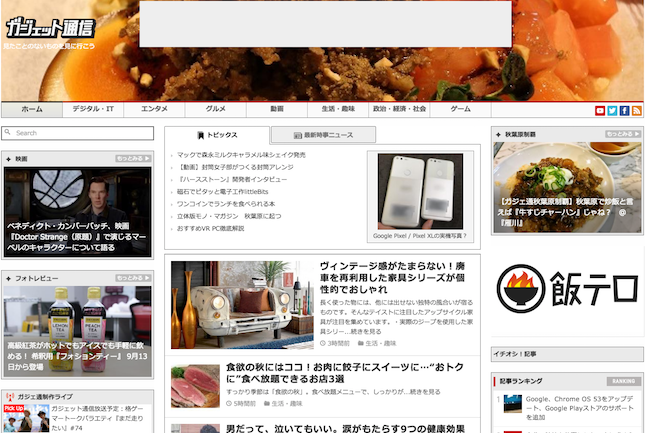 ガジェット通信
見たことのないものを見に行こう
ホーム
デジタル・IT
エンタメ
グルメ
動画
生活・趣味
政治・経済・社会
ゲーム
Search
映画
もっとみる
ベネディクト・カンバーバッチ、映画
『Doctor Strange（原題）』で演じるマー
ベルのキャラクターについて語る
フォトレビュー
もっとみる
LEMON TEA
PEACH TEA
高級紅茶がホットでもアイスでも手軽に飲
める！ 希釈用『フォションティー』 9月13
日から登場
ガジェ通制作ライブ
Pick Up
ガジェット通信放送予定：格ゲー
マートークバラエティ『まだ走り
たい』#74
トピックス
最新時事ニュース
マックで森永ミルクキャラメル味シェイク発売
【動画】封筒女子部がつくる封筒アレンジ
『ハースストーン』開発者インタビュー
磁石でピタッと電子工作littleBits
ワンコインでランチを食べられる本
立体版モノ・マガジン 秋葉原に起つ
おすすめVR PC徹底解説
Google Pixel / Pixel XLの実機写真？
ヴィンテージ感がたまらない！廃
車を再利用した家具シリーズが個
性的でおしゃれ
長く使った物には、他には出せない独特の風合いが宿る
ものです。そんなテイストに注目したアップサイクル家
具が注目を集めています。・実際のジープを使用した家
具シリー…続きを見る
3時間前
生活・趣味
食欲の秋にはココ！お肉に餃子にスイーツに…“おトク
に”食べ放題できるお店3選
すっかり季節は「食欲の秋」。食べ放題メニューで、しっかりが…続きを見る
5時間前
生活・趣味
男だって、泣いてもいい。涙がもたらす9つの健康効果
秋葉原制覇
もっとみる
【ガジェ通秋葉原制覇】秋葉原で炒飯と言
えば『牛すじチャーハン』じゃね？ ＠
『雁川』
飯テロ
イチオシ！記事
記事ランキング
RANKING
Google、Chrome OS 53をアップデ
ート、Google Playストアのサポート
を追加